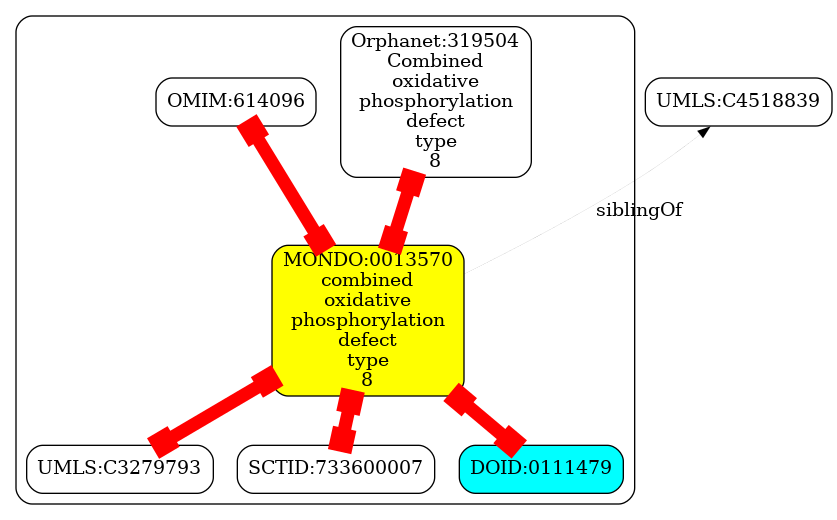 Orphanet:319504
Combined
oxidative
phosphorylation
defect
type
8
OMIM:614096
UMLS:C4518839
siblingOf
MONDO:0013570
combined
oxidative
phosphorylation
defect
type
8
UMLS:C3279793
SCTID:733600007
DOID:0111479